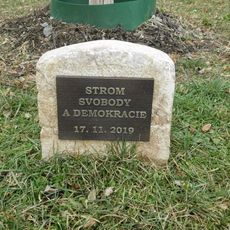 STROM
SVOBODY
A DEMOKRACIE
17. 11. 2019